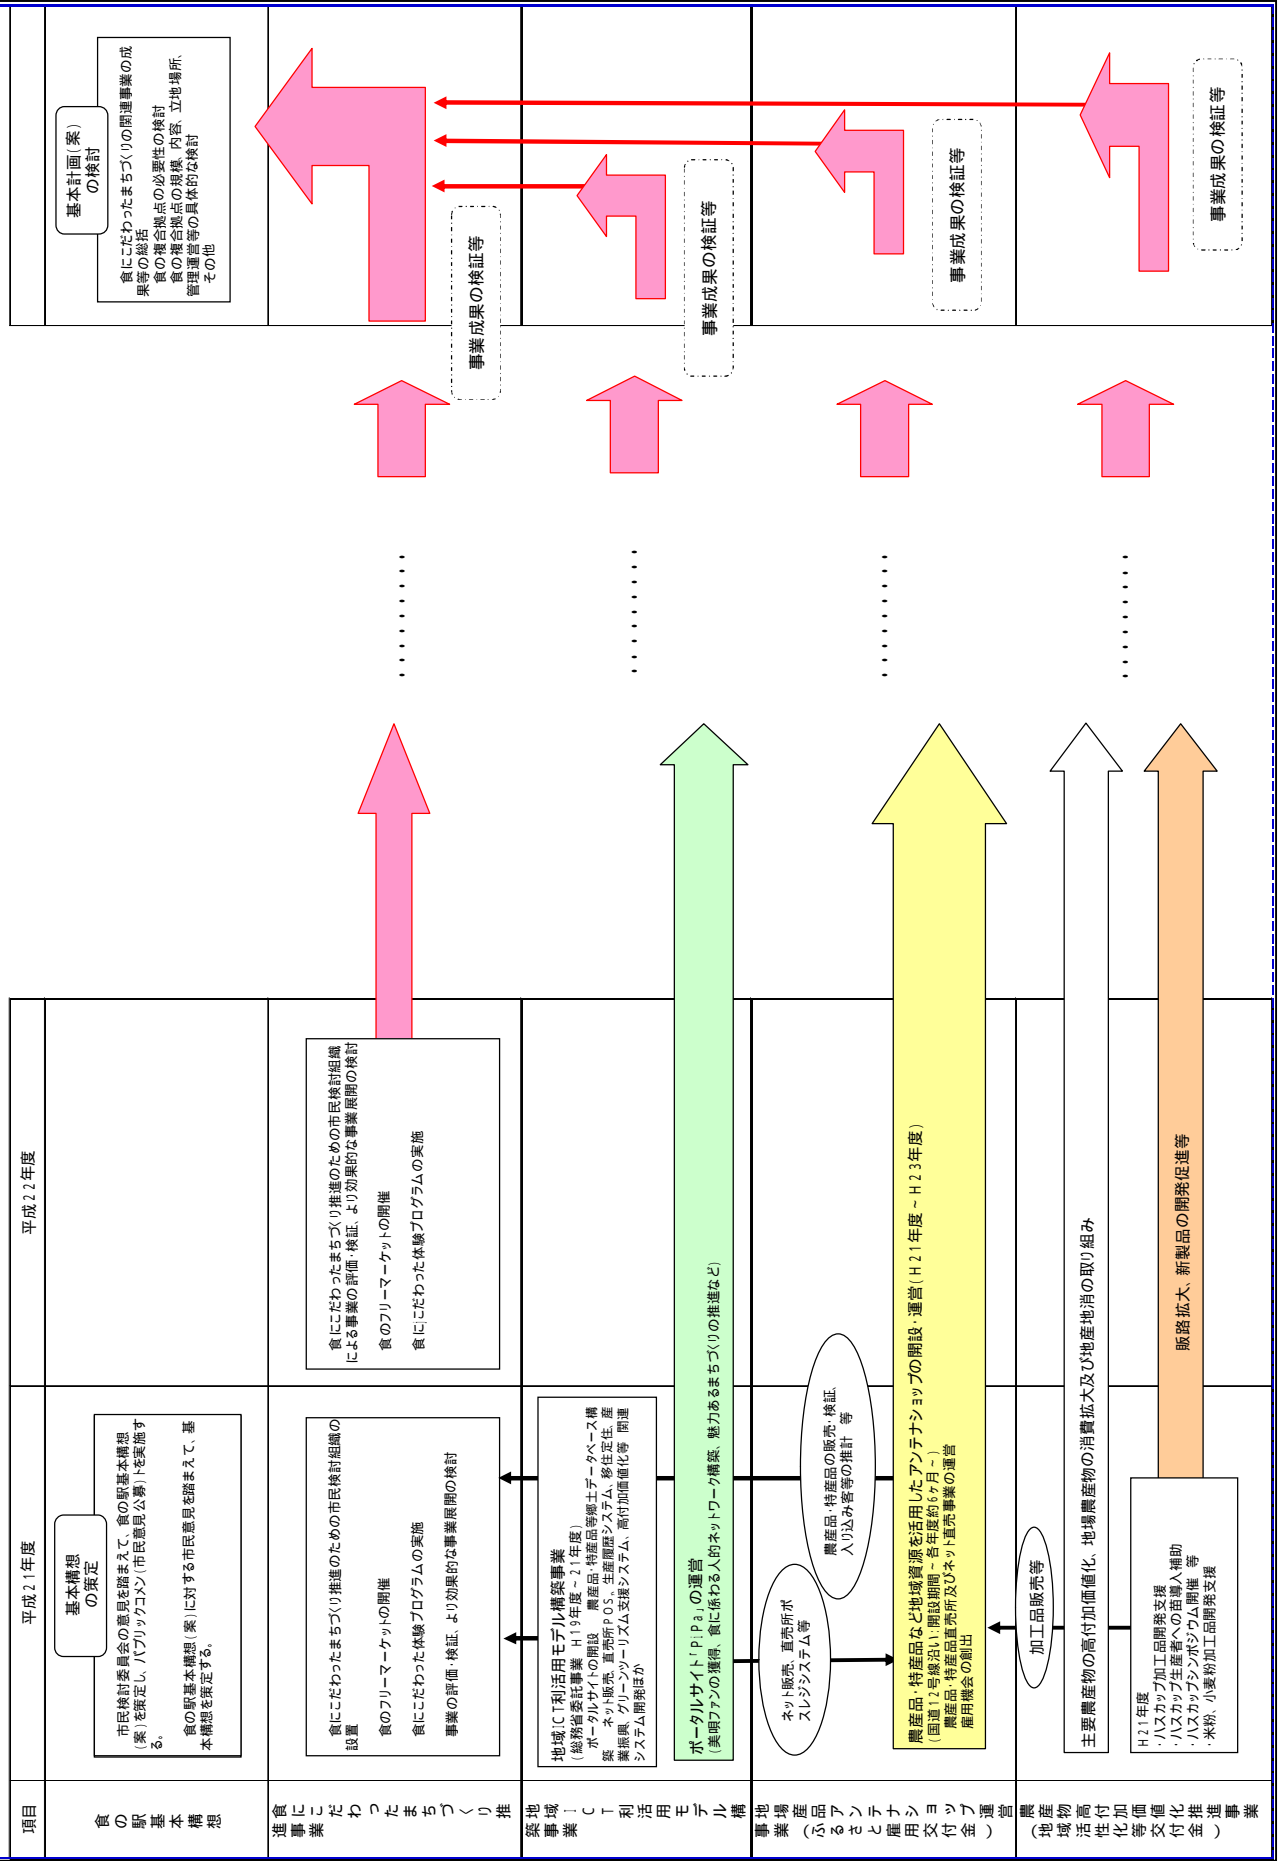 項目
平成21年度
平成22年度
食の駅基本構想
基本構想
の策定
市民検討委員会の意見を踏まえて、食の駅基本構想
(案)を策定し、パブリックコメント(市民意見公募)を実施す
る。
食の駅基本構想(案)に対する市民意見を踏まえて、基
本構想を策定する。
基本計画(案)
の検討
食にこだわったまちづくりの関連事業の成
果等の総括
食の複合拠点の必要性の検討
食の複合拠点の規模、内容、立地場所、
管理運営等の具体的な検討
その他
食にこだわったまちづくり推
進事業
食にこだわったまちづくり推進のための市民検討組織の
設置
食のフリーマーケットの開催
食にこだわった体験プログラムの実施
事業の評価・検証、より効果的な事業展開の検討
食にこだわったまちづくり推進のための市民検討組織
による事業の評価・検証、より効果的な事業展開の検討
食のフリーマーケットの開催
食にこだわった体験プログラムの実施
・・・・・・・・・
事業成果の検証等
地域ICT利活用モデル構
築事業
地域ICT利活用モデル構築事業
(総務省委託事業 H19年度~21年度)
ポータルサイトの開設 農産品・特産品等郷土データベース構
築 ネット販売、直売所POS。生産履歴システム、移住定住、産
業振興、グリーンツーリズム支援システム、高付加価値化等 関連
システム開発ほか
ポータルサイト「PiPa」の運営
(美唄ファンの獲得、食に係わる人的ネットワーク構築、魅力あるまちづくりの推進など)
・・・・・・・・・
事業成果の検証等
地場産品アンテナショップ運営
事業(ふるさと雇用交付金)
ネット販売、直売所ポ
スレジシステム等
農産品・特産品の販売・検証、
入り込み客等の推計 等
農産品・特産品など地域資源を活用したアンテナショップの開設・運営(H21年度~H23年度)
(国道12号線沿い:開設期間~各年度約6ヶ月~)
農産品・特産品直売所及びネット直売事業の運営
雇用機会の創出
・・・・・・・・・
事業成果の検証等
農産物高付加価値化推進事業
(地域活性化等交付金)
加工品販売等
主要農産物の高付加価値化、地場農産物の消費拡大及び地産地消の取り組み
H21年度
・ハスカップ加工品開発支援
・ハスカップ生産者への苗導入補助
・ハスカップシンポジウム開催 等
・米粉、小麦粉加工品開発支援
販路拡大、新製品の開発促進等
・・・・・・・・・
事業成果の検証等